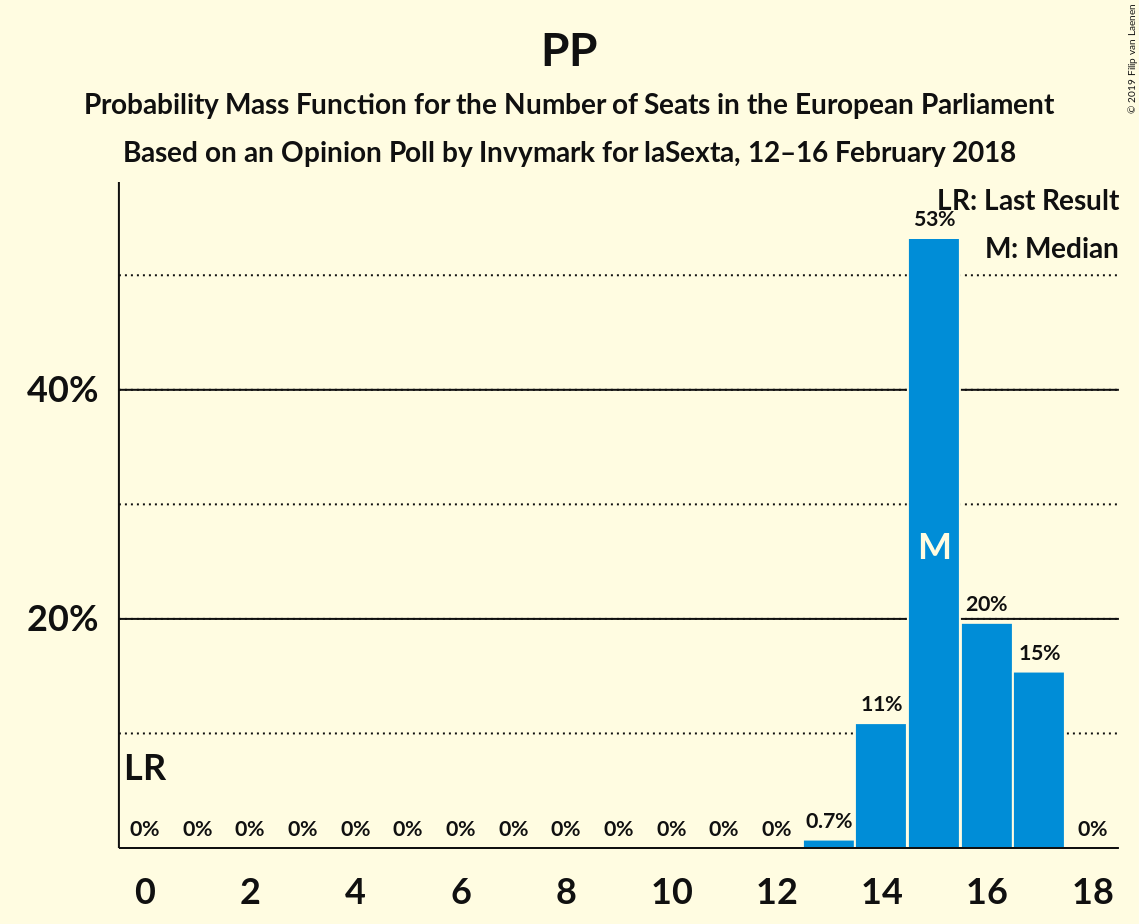 PP
Probability Mass Function for the Number of Seats in the European Parliament
Based on an Opinion Poll by Invymark for laSexta, 12–16 February 2018
© 2019 Filip van Laenen
LR: Last Result
M: Median
53%
40%
M
20%
20%
15%
11%
LR
0% 0% 0% 0% 0% 0% 0% 0% 0% 0% 0% 0% 0% 0.7% 0%
0 2 4 6 8 10 12 14 16 18